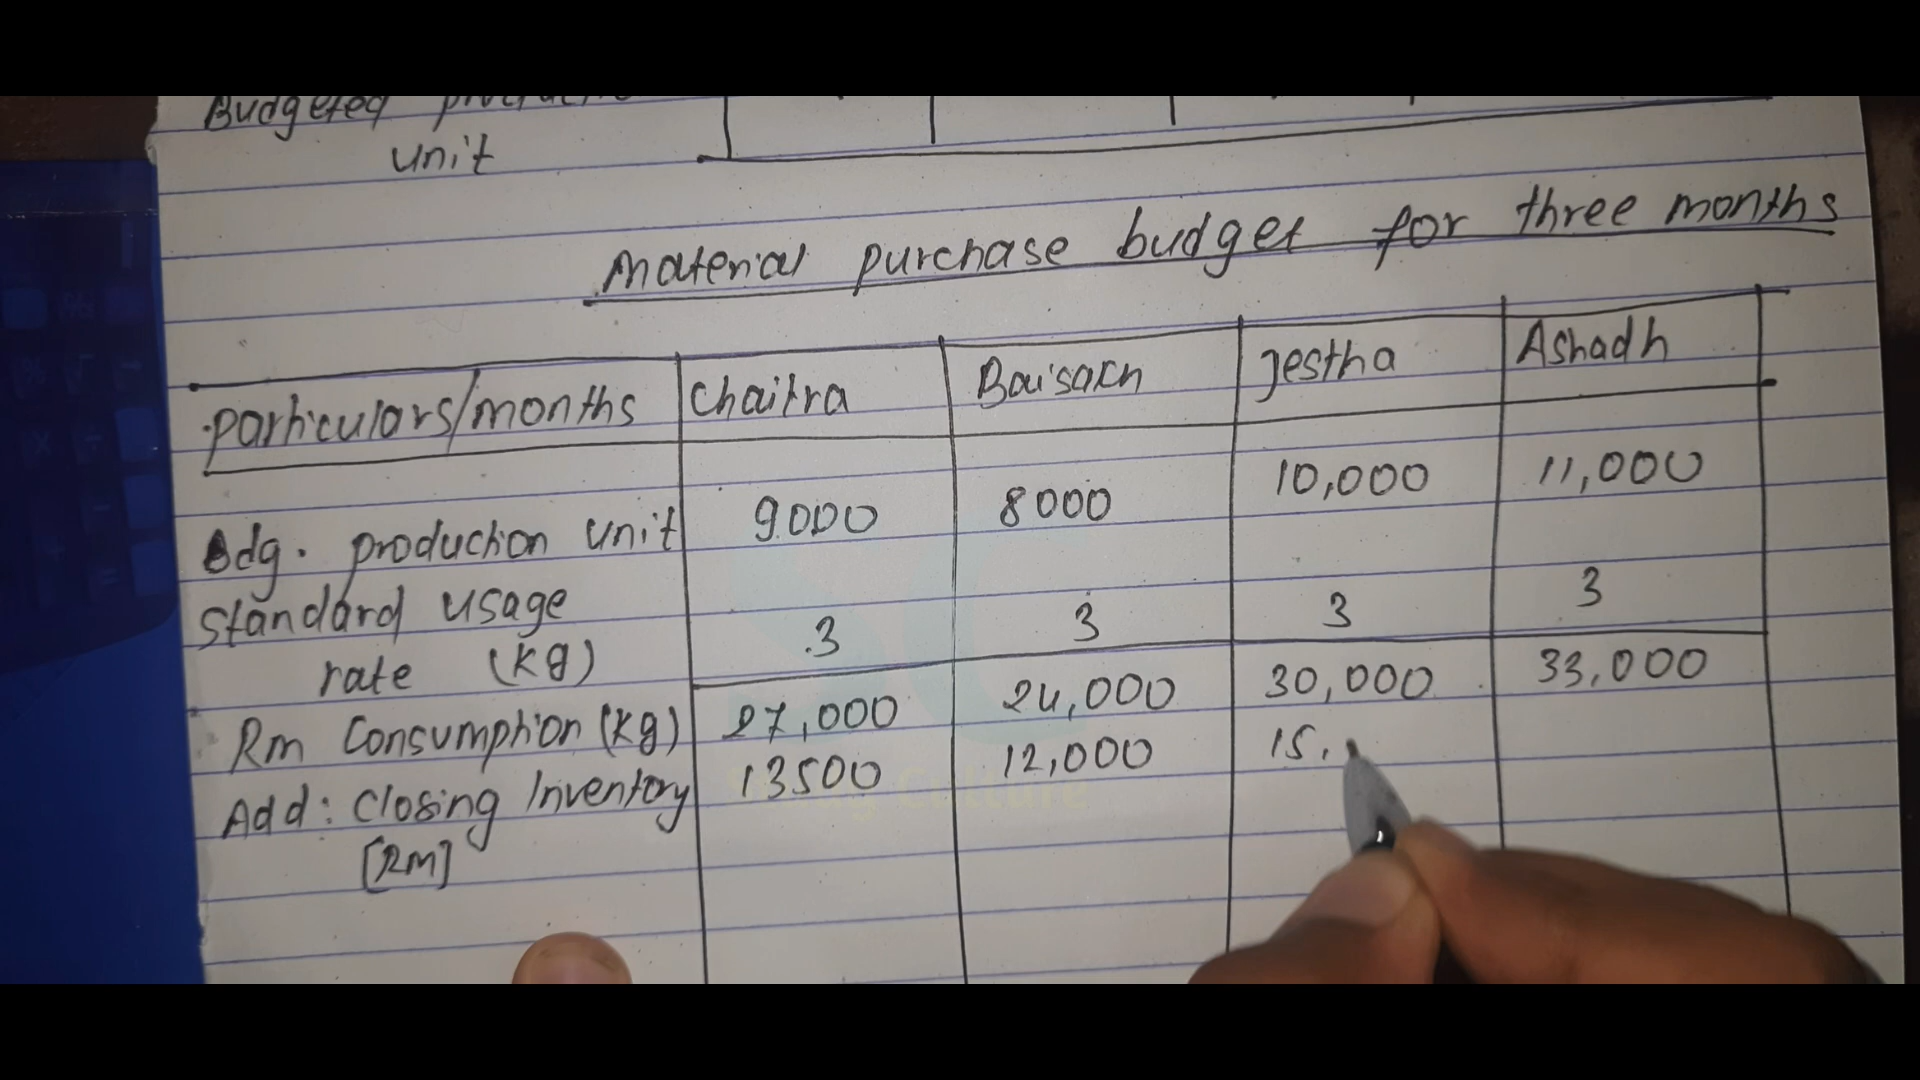 Budgeted
unit
Material purchase budget for three months
particulars/months Chaitra Baisakh Jestha Ashadh
Bdg. production unit 9000 8000 10,000 11,000
standard usage
rate (kg) 3 3 3 3
Rm Consumption (kg) 27,000 24,000 30,000 33,000
Add: Closing Inventory 13500 12,000 15,
[RM]